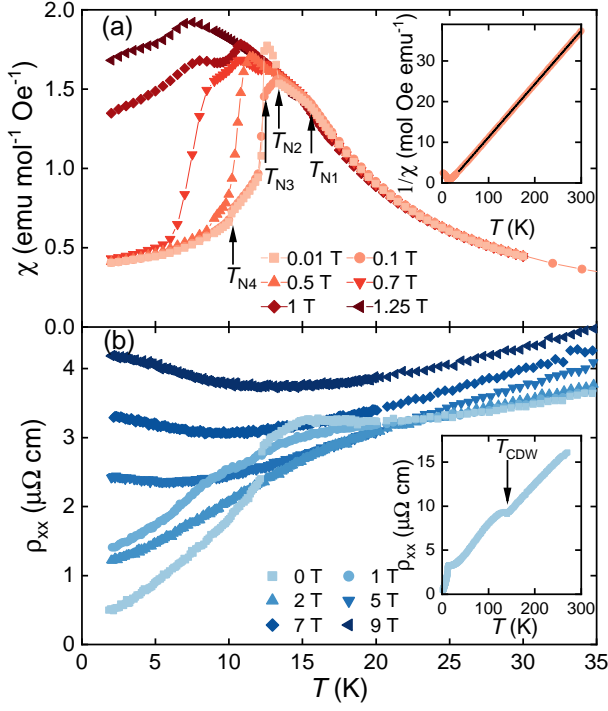 (a)
2.0
1.5
1.0
0.5
0.0
χ (emu mol⁻¹ Oe⁻¹)
T_N1
T_N2
T_N3
T_N4
0.01 T 0.1 T
0.5 T 0.7 T
1 T 1.25 T
1/χ (mol Oe emu⁻¹)
30
20
10
0
0 100 200 300
T (K)
(b)
4
3
2
1
0
ρxx (μΩ cm)
0 T 1 T
2 T 5 T
7 T 9 T
T_CDW
ρxx (μΩ cm)
15
10
5
0
0 100 200 300
T (K)
0 5 10 15 20 25 30 35
T (K)